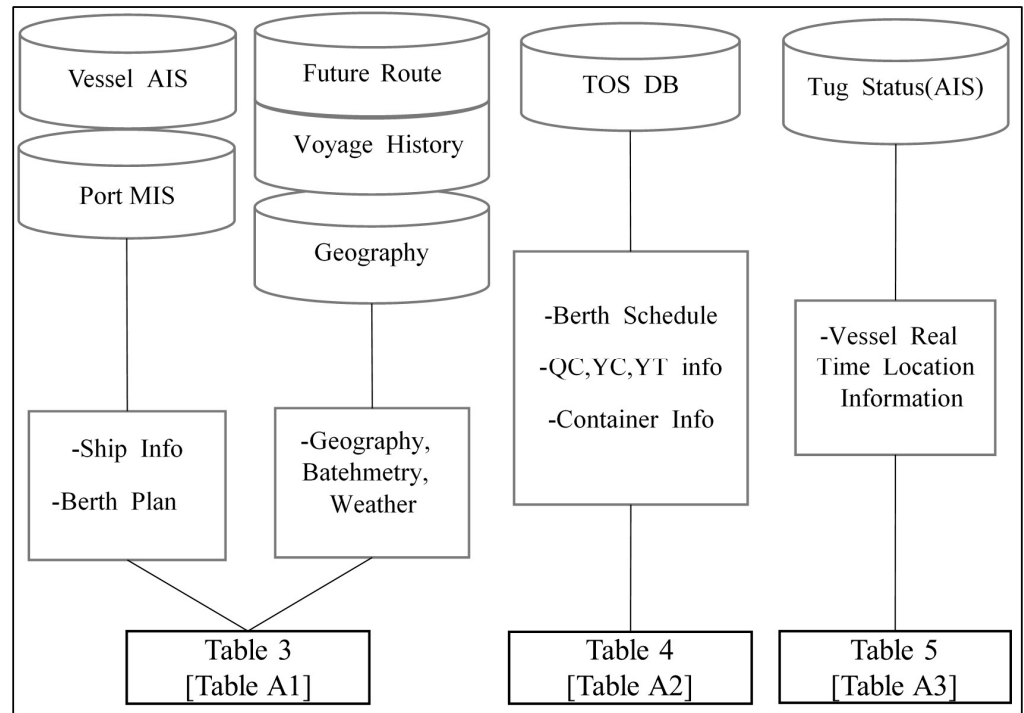 Vessel AIS
Port MIS
Future Route
Voyage History
Geography
TOS DB
Tug Status(AIS)
-Ship Info
-Berth Plan
-Geography,
Batehmetry,
Weather
-Berth Schedule
-QC,YC,YT info
-Container Info
-Vessel Real
Time Location
Information
Table 3
[Table A1]
Table 4
[Table A2]
Table 5
[Table A3]